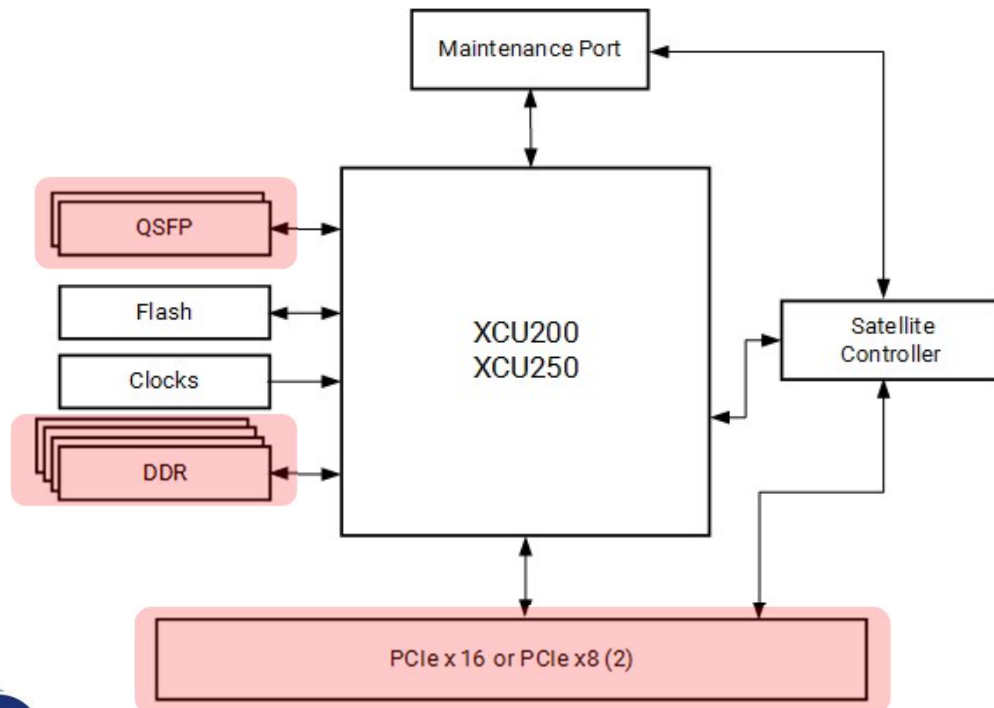 Maintenance Port
QSFP
Flash
XCU200
XCU250
Satellite
Controller
Clocks
DDR
PCIe x 16 or PCIe x8 (2)